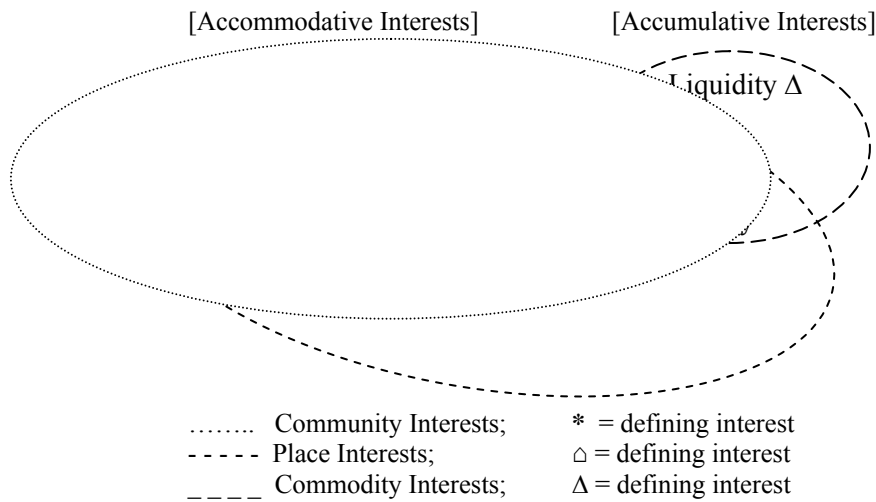 [Accommodative Interests] [Accumulative Interests]
Liquidity Δ
…….. Community Interests; * = defining interest
- - - - - Place Interests; ⌂ = defining interest
_ _ _ _ Commodity Interests; Δ = defining interest